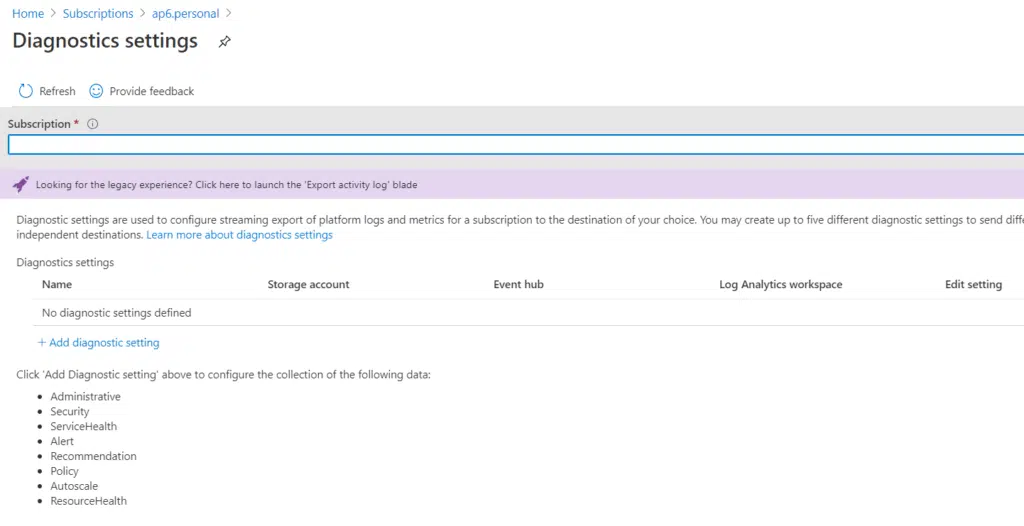 Home > Subscriptions > ap6.personal >
Diagnostics settings
Refresh Provide feedback
Subscription *
Looking for the legacy experience? Click here to launch the 'Export activity log' blade
Diagnostic settings are used to configure streaming export of platform logs and metrics for a subscription to the destination of your choice. You may create up to five different diagnostic settings to send diffe
independent destinations. Learn more about diagnostics settings
Diagnostics settings
Name Storage account Event hub Log Analytics workspace Edit setting
No diagnostic settings defined
+ Add diagnostic setting
Click 'Add Diagnostic setting' above to configure the collection of the following data:
• Administrative
• Security
• ServiceHealth
• Alert
• Recommendation
• Policy
• Autoscale
• ResourceHealth